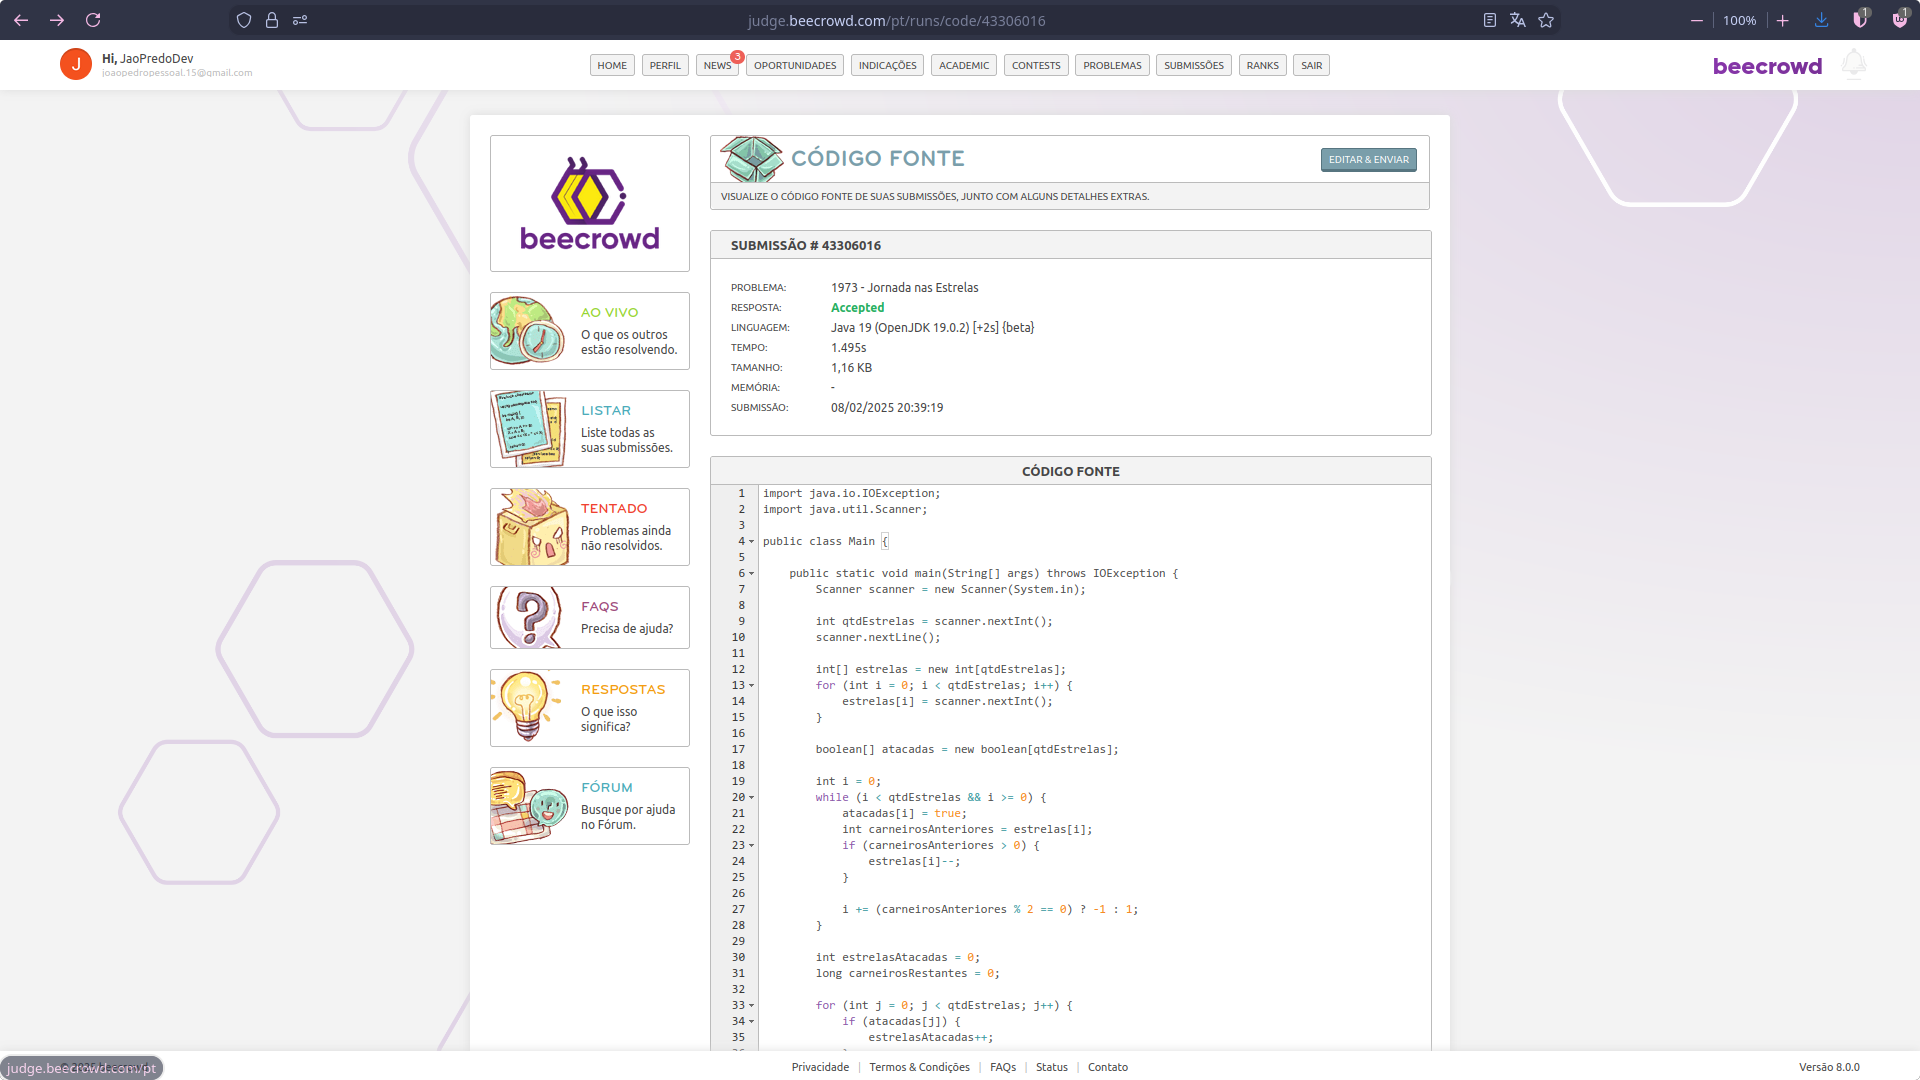 judge.beecrowd.com/pt/runs/code/43306016
100%
1
1
J
Hi, JaoPredoDev
joaopedropessoal.15@gmail.com
HOME
PERFIL
NEWS
3
OPORTUNIDADES
INDICAÇÕES
ACADEMIC
CONTESTS
PROBLEMAS
SUBMISSÕES
RANKS
SAIR
beecrowd
beecrowd
AO VIVO
O que os outros
estão resolvendo.
LISTAR
Liste todas as
suas submissões.
TENTADO
Problemas ainda
não resolvidos.
FAQS
Precisa de ajuda?
RESPOSTAS
O que isso
significa?
FÓRUM
Busque por ajuda
no Fórum.
CÓDIGO FONTE
EDITAR & ENVIAR
VISUALIZE O CÓDIGO FONTE DE SUAS SUBMISSÕES, JUNTO COM ALGUNS DETALHES EXTRAS.
SUBMISSÃO # 43306016
PROBLEMA: 1973 - Jornada nas Estrelas
RESPOSTA: Accepted
LINGUAGEM: Java 19 (OpenJDK 19.0.2) [+2s] {beta}
TEMPO: 1.495s
TAMANHO: 1,16 KB
MEMÓRIA: -
SUBMISSÃO: 08/02/2025 20:39:19
CÓDIGO FONTE
1 import java.io.IOException;
2 import java.util.Scanner;
3
4 public class Main {
5
6 public static void main(String[] args) throws IOException {
7 Scanner scanner = new Scanner(System.in);
8
9 int qtdEstrelas = scanner.nextInt();
10 scanner.nextLine();
11
12 int[] estrelas = new int[qtdEstrelas];
13 for (int i = 0; i < qtdEstrelas; i++) {
14 estrelas[i] = scanner.nextInt();
15 }
16
17 boolean[] atacadas = new boolean[qtdEstrelas];
18
19 int i = 0;
20 while (i < qtdEstrelas && i >= 0) {
21 atacadas[i] = true;
22 int carneirosAnteriores = estrelas[i];
23 if (carneirosAnteriores > 0) {
24 estrelas[i]--;
25 }
26
27 i += (carneirosAnteriores % 2 == 0) ? -1 : 1;
28 }
29
30 int estrelasAtacadas = 0;
31 long carneirosRestantes = 0;
32
33 for (int j = 0; j < qtdEstrelas; j++) {
34 if (atacadas[j]) {
35 estrelasAtacadas++;
judge.beecrowd.com/pt
Privacidade | Termos & Condições | FAQs | Status | Contato
Versão 8.0.0